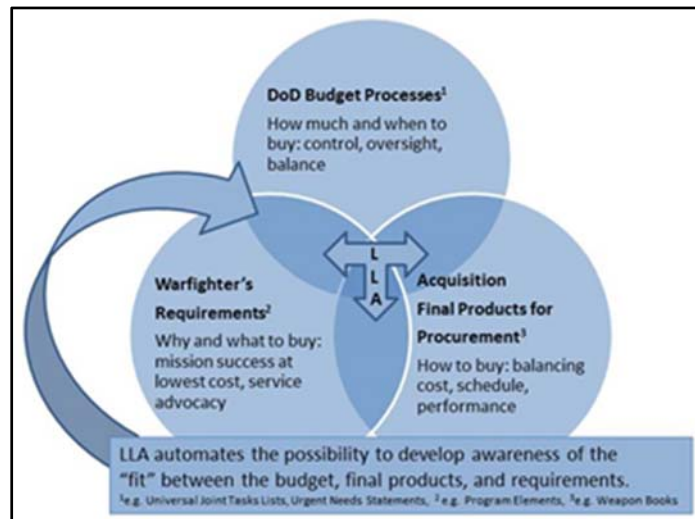 DoD Budget Processes¹
How much and when to
buy: control, oversight,
balance
L
L
A
Warfighter's
Requirements²
Why and what to buy:
mission success at
lowest cost, service
advocacy
Acquisition
Final Products for
Procurement³
How to buy: balancing
cost, schedule,
performance
LLA automates the possibility to develop awareness of the
“fit” between the budget, final products, and requirements.
¹e.g. Universal Joint Tasks Lists, Urgent Needs Statements, ² e.g. Program Elements, ³e.g. Weapon Books